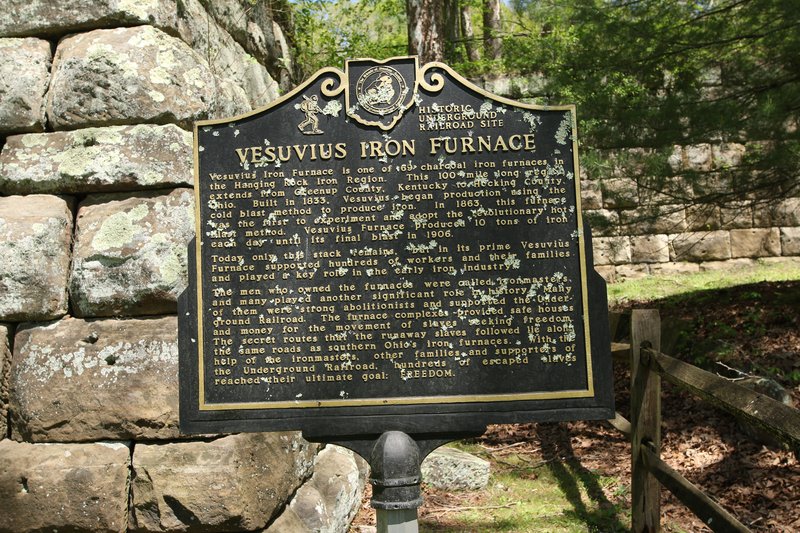 HISTORIC
UNDERGROUND
RAILROAD SITE
VESUVIUS IRON FURNACE
Vesuvius Iron Furnace is one of 69 charcoal iron furnaces in
the Hanging Rock Iron Region. This 100 mile long region
extends from Greenup County, Kentucky to Hocking County,
Ohio. Built in 1833, Vesuvius began production using the
cold blast method to produce iron. 1863, this furnace
was the first to experiment and adopt the revolutionary hot
blast method. Vesuvius Furnace produced 10 tons of iron
each day until its final blast in 1906.
Today only this stack remains, but in its prime Vesuvius
Furnace supported hundreds of workers and their families
and played a key role in the early iron industry.
The men who owned the furnaces were called ironmasters,
and many played another significant role in history. Many
of them were strong abolitionists and supported the Under-
ground Railroad. The furnace complexes provided safe houses
and money for the movement of slaves seeking freedom.
The secret routes that the runaway slaves followed lie along
the same roads as southern Ohio's iron furnaces. With the
help of the ironmasters, other families and supporters of
the Underground Railroad, hundreds of escaped slaves
reached their ultimate goal: FREEDOM.